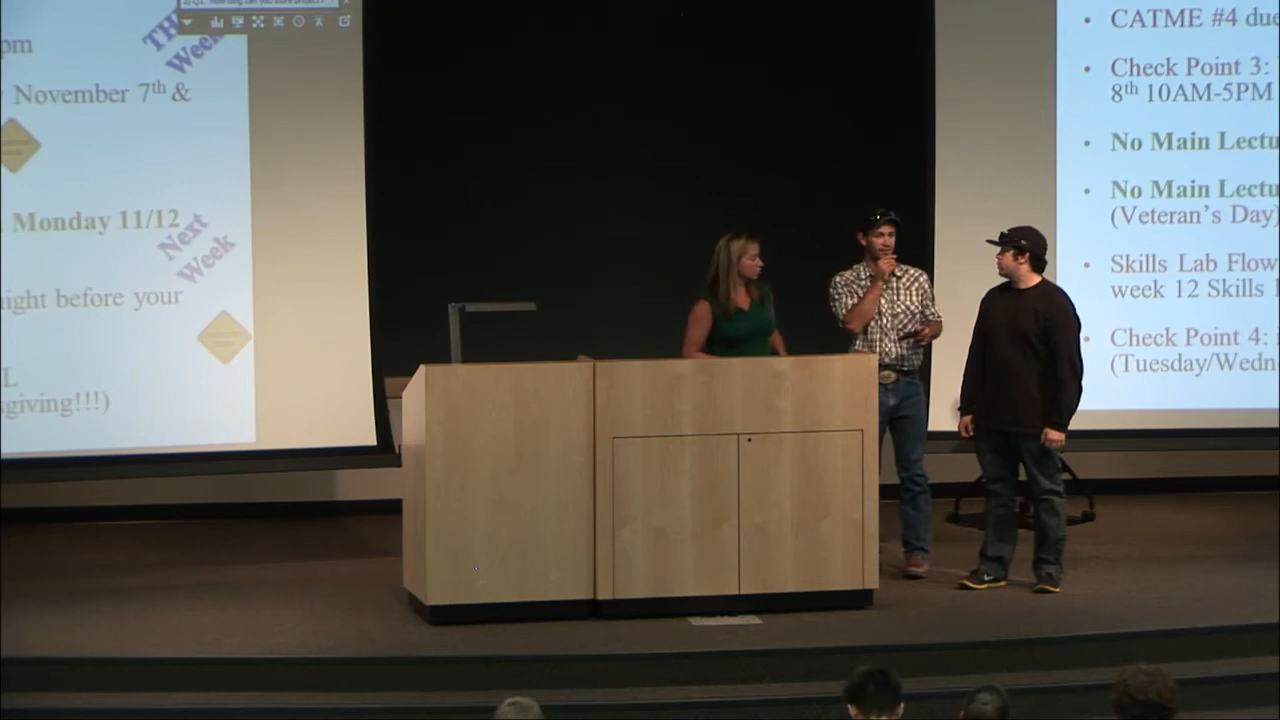 pm
November 7th &
Monday 11/12
ight before your
L
sgiving!!!)
Week
Next
Week
• CATME #4 due
• Check Point 3:
8th 10AM-5PM
• No Main Lectu
• No Main Lectu
(Veteran's Day)
• Skills Lab Flow
week 12 Skills
• Check Point 4:
(Tuesday/Wedn